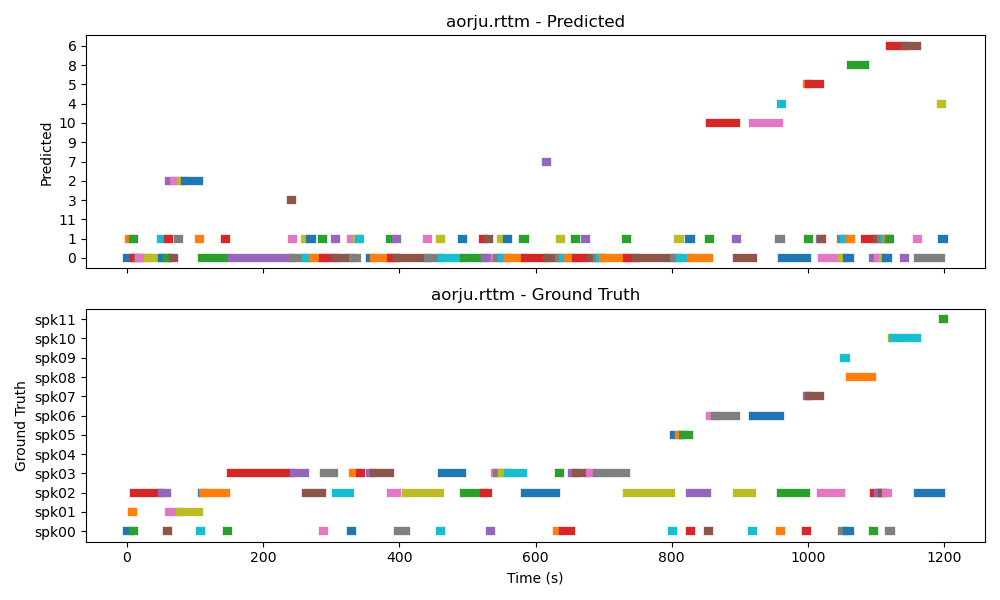 aorju.rttm - Predicted
Predicted
6
8
5
4
10
9
7
2
3
11
1
0
aorju.rttm - Ground Truth
Ground Truth
spk11
spk10
spk09
spk08
spk07
spk06
spk05
spk04
spk03
spk02
spk01
spk00
0 200 400 600 800 1000 1200
Time (s)